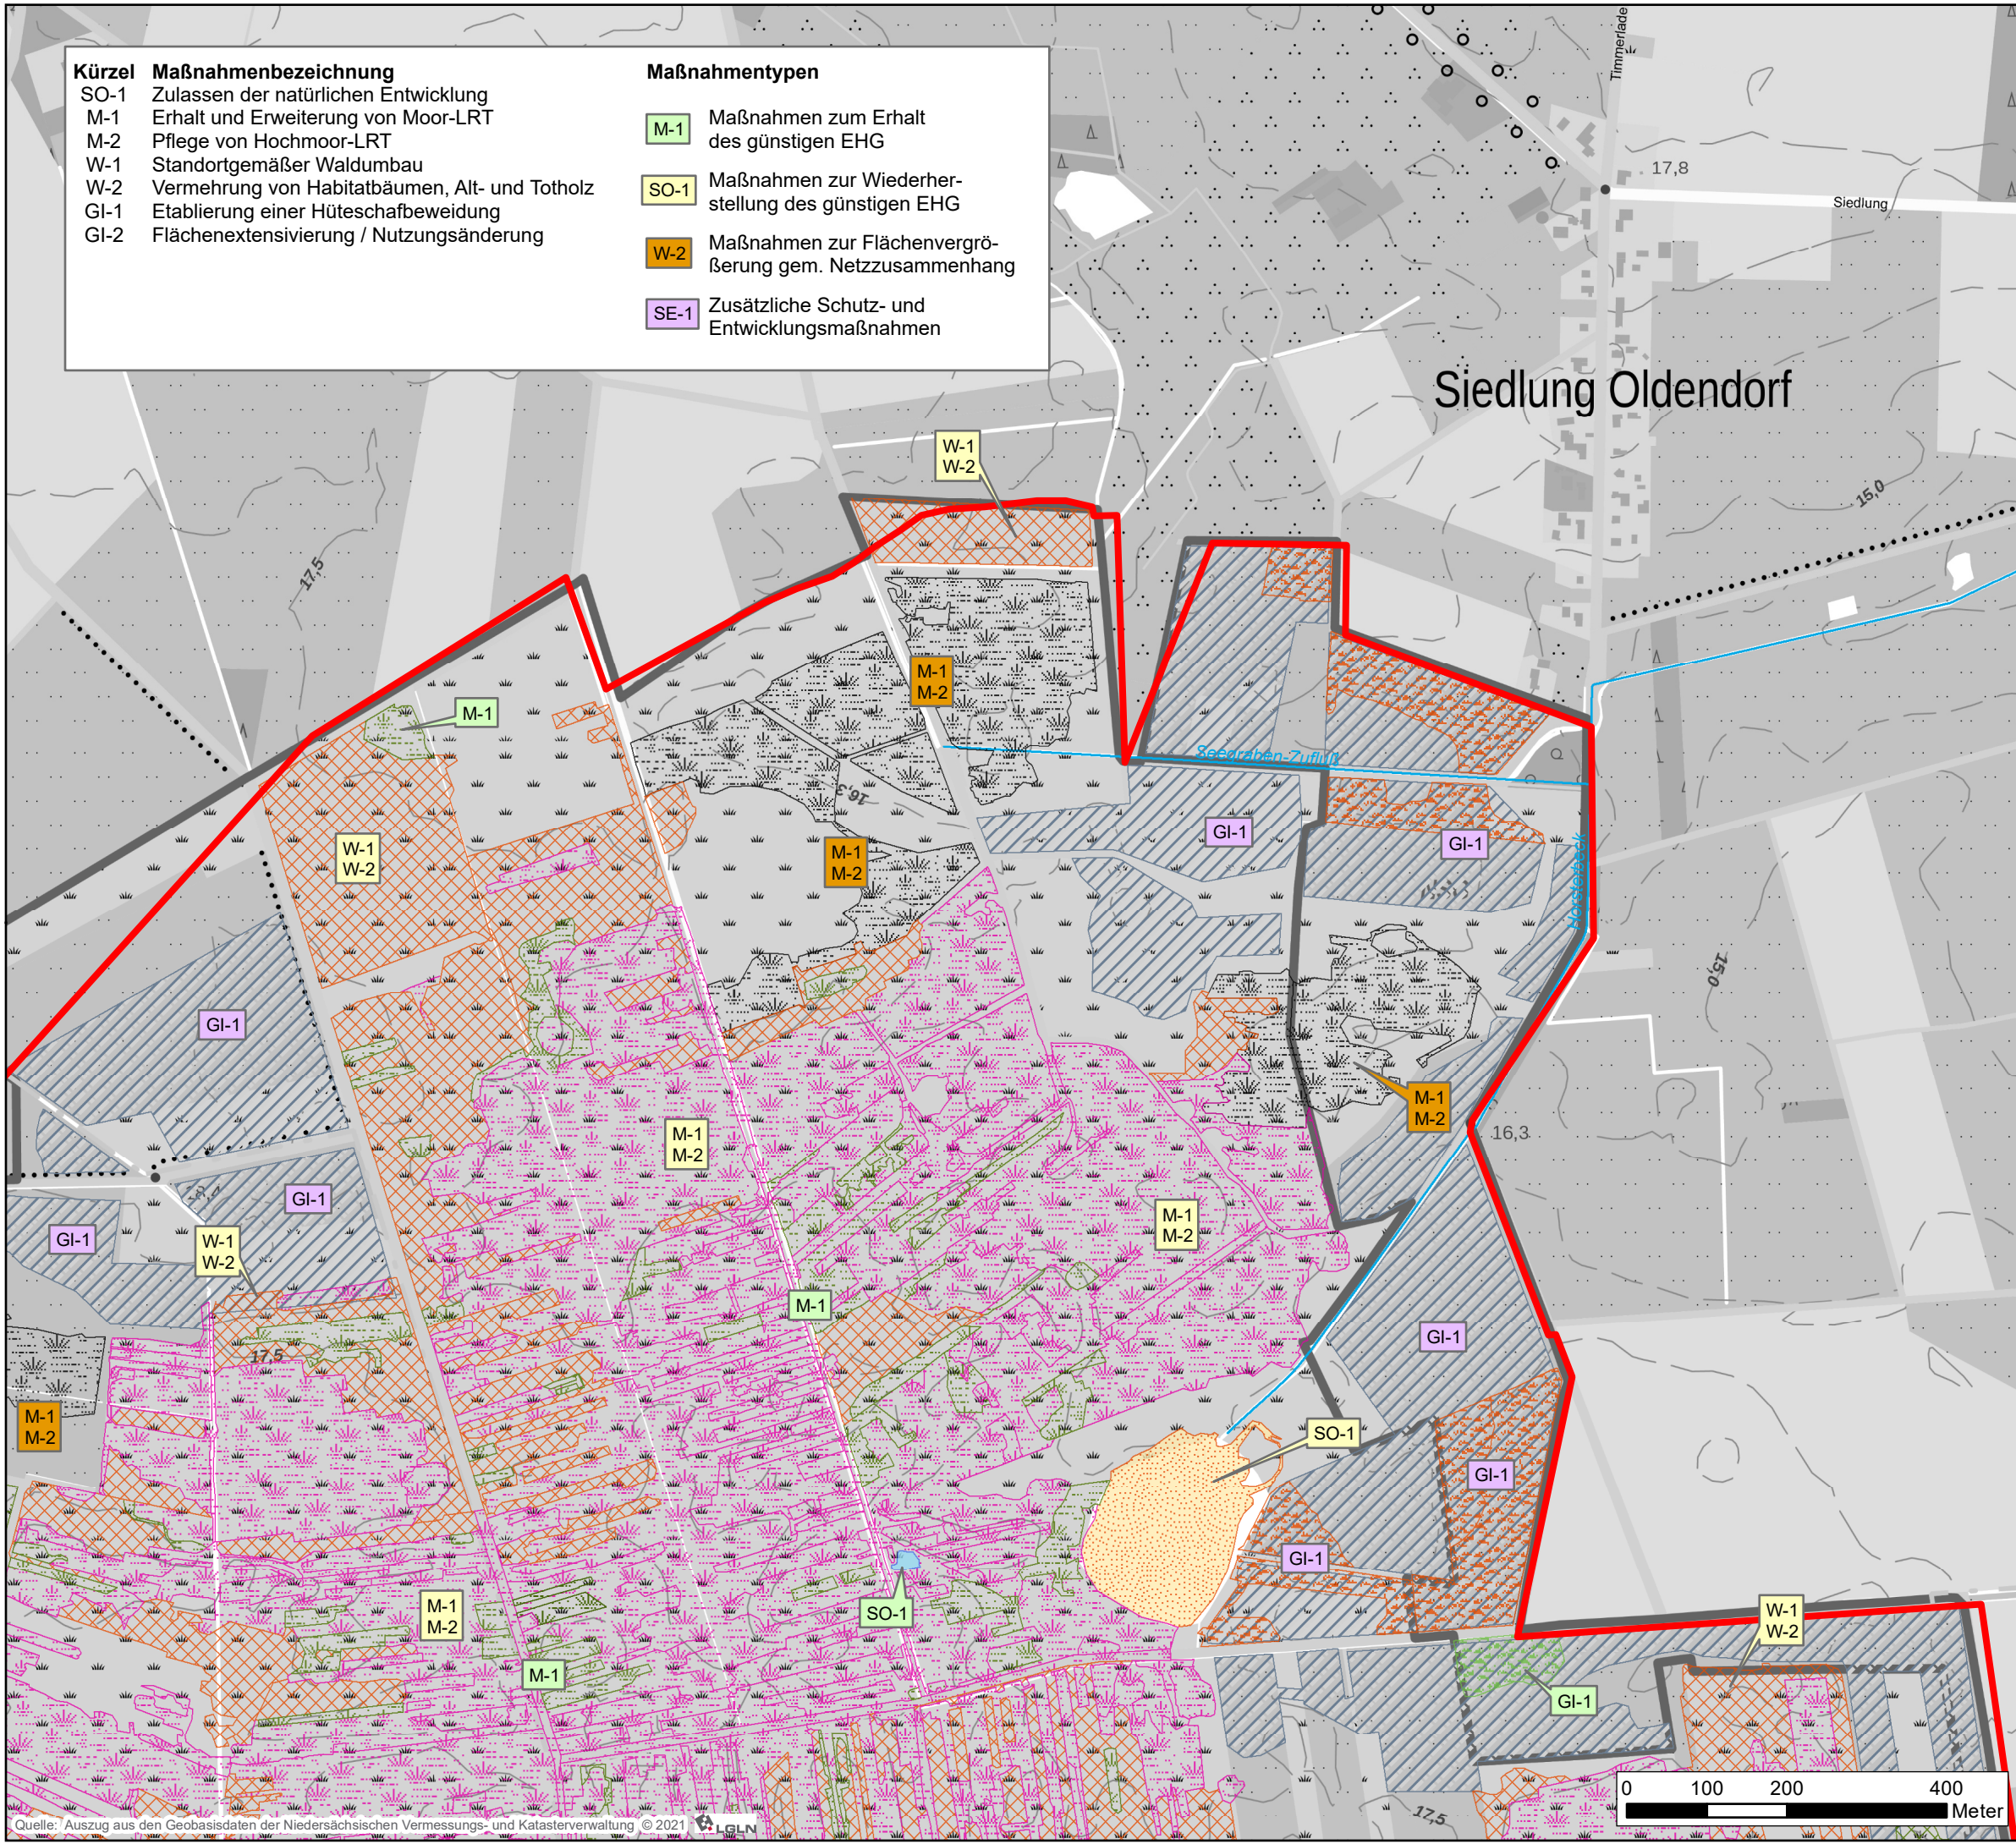 Kürzel Maßnahmenbezeichnung
SO-1 Zulassen der natürlichen Entwicklung
M-1 Erhalt und Erweiterung von Moor-LRT
M-2 Pflege von Hochmoor-LRT
W-1 Standortgemäßer Waldumbau
W-2 Vermehrung von Habitatbäumen, Alt- und Totholz
GI-1 Etablierung einer Hüteschafbeweidung
GI-2 Flächenextensivierung / Nutzungsänderung
Maßnahmentypen
M-1 Maßnahmen zum Erhalt
des günstigen EHG
SO-1 Maßnahmen zur Wiederher-
stellung des günstigen EHG
W-2 Maßnahmen zur Flächenvergrö-
ßerung gem. Netzzusammenhang
SE-1 Zusätzliche Schutz- und
Entwicklungsmaßnahmen
Timmerlade
17,8
Siedlung
Siedlung Oldendorf
W-1
W-2
15,0
17,5
M-1
M-2
M-1
Seegraben-Zufluß
16,3
GI-1
GI-1
W-1
W-2
M-1
M-2
Horsterbeck
15,0
GI-1
M-1
M-2
16,3
M-1
M-2
GI-1
M-1
M-2
GI-1
W-1
W-2
M-1
GI-1
17,5
M-1
M-2
SO-1
GI-1
GI-1
SO-1
M-1
M-2
W-1
W-2
M-1
GI-1
17,5
0 100 200 400
Meter
Quelle: Auszug aus den Geobasisdaten der Niedersächsischen Vermessungs- und Katasterverwaltung © 2021 LGLN